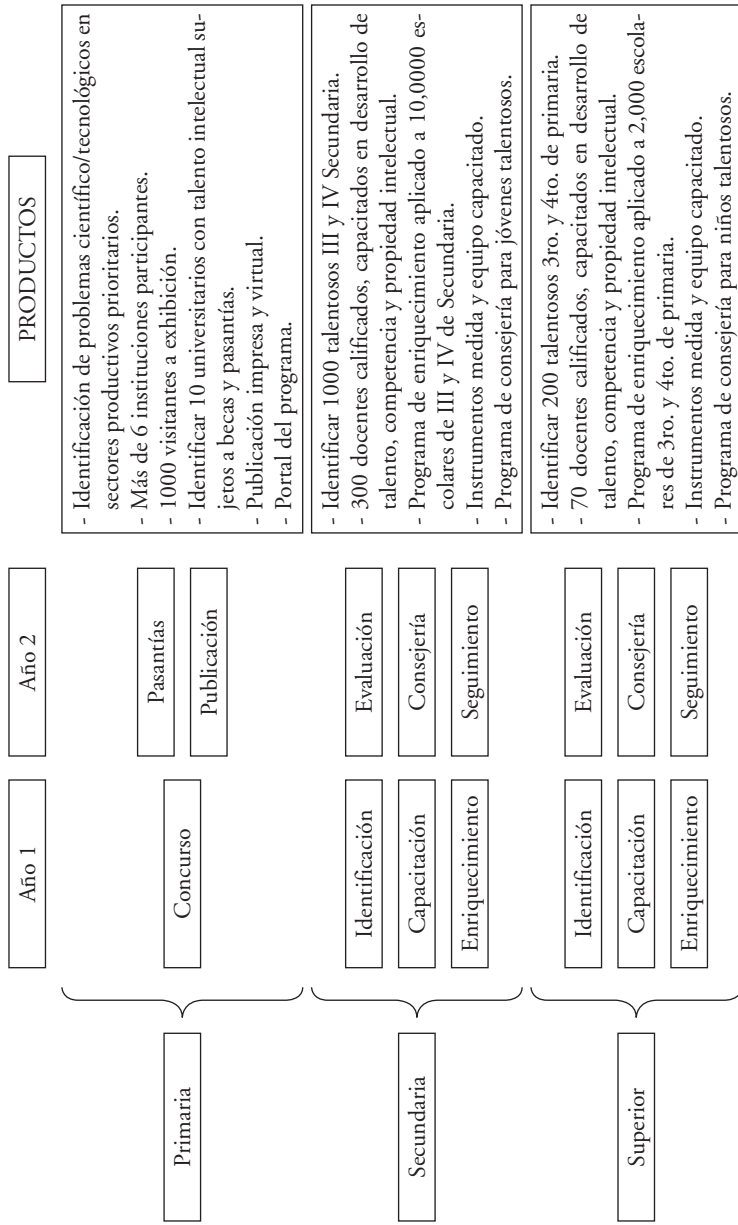 Año 1
Año 2
PRODUCTOS
Primaria
Concurso
Pasantías
Publicación
- Identificación de problemas científico/tecnológicos en
sectores productivos prioritarios.
- Más de 6 instituciones participantes.
- 1000 visitantes a exhibición.
- Identificar 10 universitarios con talento intelectual su-
jetos a becas y pasantías.
- Publicación impresa y virtual.
- Portal del programa.
Secundaria
Identificación
Capacitación
Enriquecimiento
Evaluación
Consejería
Seguimiento
- Identificar 1000 talentosos III y IV Secundaria.
- 300 docentes calificados, capacitados en desarrollo de
talento, competencia y propiedad intelectual.
- Programa de enriquecimiento aplicado a 10,0000 es-
colares de III y IV de Secundaria.
- Instrumentos medida y equipo capacitado.
- Programa de consejería para jóvenes talentosos.
Superior
Identificación
Capacitación
Enriquecimiento
Evaluación
Consejería
Seguimiento
- Identificar 200 talentosos 3ro. y 4to. de primaria.
- 70 docentes calificados, capacitados en desarrollo de
talento, competencia y propiedad intelectual.
- Programa de enriquecimiento aplicado a 2,000 escola-
res de 3ro. y 4to. de primaria.
- Instrumentos medida y equipo capacitado.
- Programa de consejería para niños talentosos.